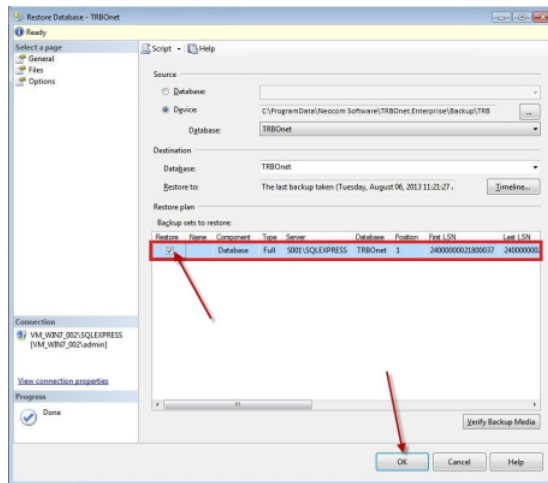 Restore Database - TRBOnet
Ready
Select a page
General
Files
Options
Script
Help
Source
Database:
Device:
C:\ProgramData\Neocom Software\TRBOnet.Enterprise\Backup\TRB
...
Database:
TRBOnet
Destination
Database:
TRBOnet
Restore to:
The last backup taken (Tuesday, August 06, 2013 11:21:27
Timeline...
Restore plan
Backup sets to restore:
Restore Name Component Type Server Database Position First LSN Last LSN
Database Full S001\SQLEXPRESS TRBOnet 1 24000000021800037 240000002
Connection
VM_WIN7_002\SQLEXPRESS
[VM_WIN7_002\admin]
View connection properties
Progress
Done
Verify Backup Media
OK
Cancel
Help